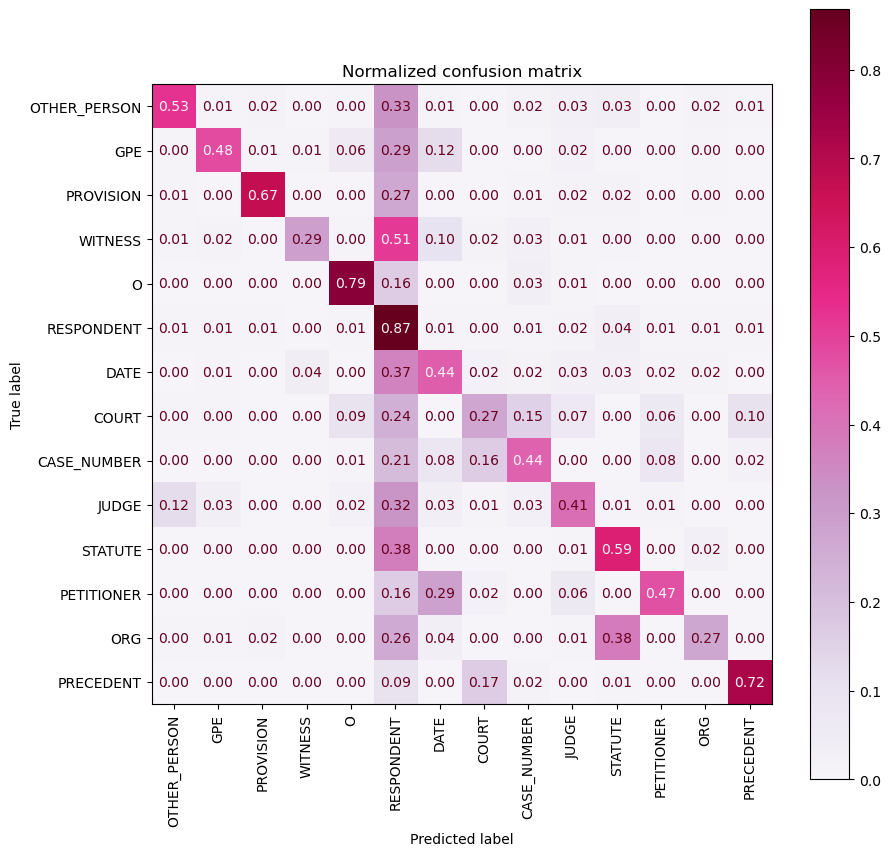 Normalized confusion matrix
OTHER_PERSON 0.53 0.01 0.02 0.00 0.00 0.33 0.01 0.00 0.02 0.03 0.03 0.00 0.02 0.01
GPE 0.00 0.48 0.01 0.01 0.06 0.29 0.12 0.00 0.00 0.02 0.00 0.00 0.00 0.00
PROVISION 0.01 0.00 0.67 0.00 0.00 0.27 0.00 0.00 0.01 0.02 0.02 0.00 0.00 0.00
WITNESS 0.01 0.02 0.00 0.29 0.00 0.51 0.10 0.02 0.03 0.01 0.00 0.00 0.00 0.00
O 0.00 0.00 0.00 0.00 0.79 0.16 0.00 0.00 0.03 0.01 0.00 0.00 0.00 0.00
RESPONDENT 0.01 0.01 0.01 0.00 0.01 0.87 0.01 0.00 0.01 0.02 0.04 0.01 0.01 0.01
DATE 0.00 0.01 0.00 0.04 0.00 0.37 0.44 0.02 0.02 0.03 0.03 0.02 0.02 0.00
COURT 0.00 0.00 0.00 0.00 0.09 0.24 0.00 0.27 0.15 0.07 0.00 0.06 0.00 0.10
CASE_NUMBER 0.00 0.00 0.00 0.00 0.01 0.21 0.08 0.16 0.44 0.00 0.00 0.08 0.00 0.02
JUDGE 0.12 0.03 0.00 0.00 0.02 0.32 0.03 0.01 0.03 0.41 0.01 0.01 0.00 0.00
STATUTE 0.00 0.00 0.00 0.00 0.00 0.38 0.00 0.00 0.00 0.01 0.59 0.00 0.02 0.00
PETITIONER 0.00 0.00 0.00 0.00 0.00 0.16 0.29 0.02 0.00 0.06 0.00 0.47 0.00 0.00
ORG 0.00 0.01 0.02 0.00 0.00 0.26 0.04 0.00 0.00 0.01 0.38 0.00 0.27 0.00
PRECEDENT 0.00 0.00 0.00 0.00 0.00 0.09 0.00 0.17 0.02 0.00 0.01 0.00 0.00 0.72
True label
OTHER_PERSON
GPE
PROVISION
WITNESS
O
RESPONDENT
DATE
COURT
CASE_NUMBER
JUDGE
STATUTE
PETITIONER
ORG
PRECEDENT
Predicted label
0.8
0.7
0.6
0.5
0.4
0.3
0.2
0.1
0.0